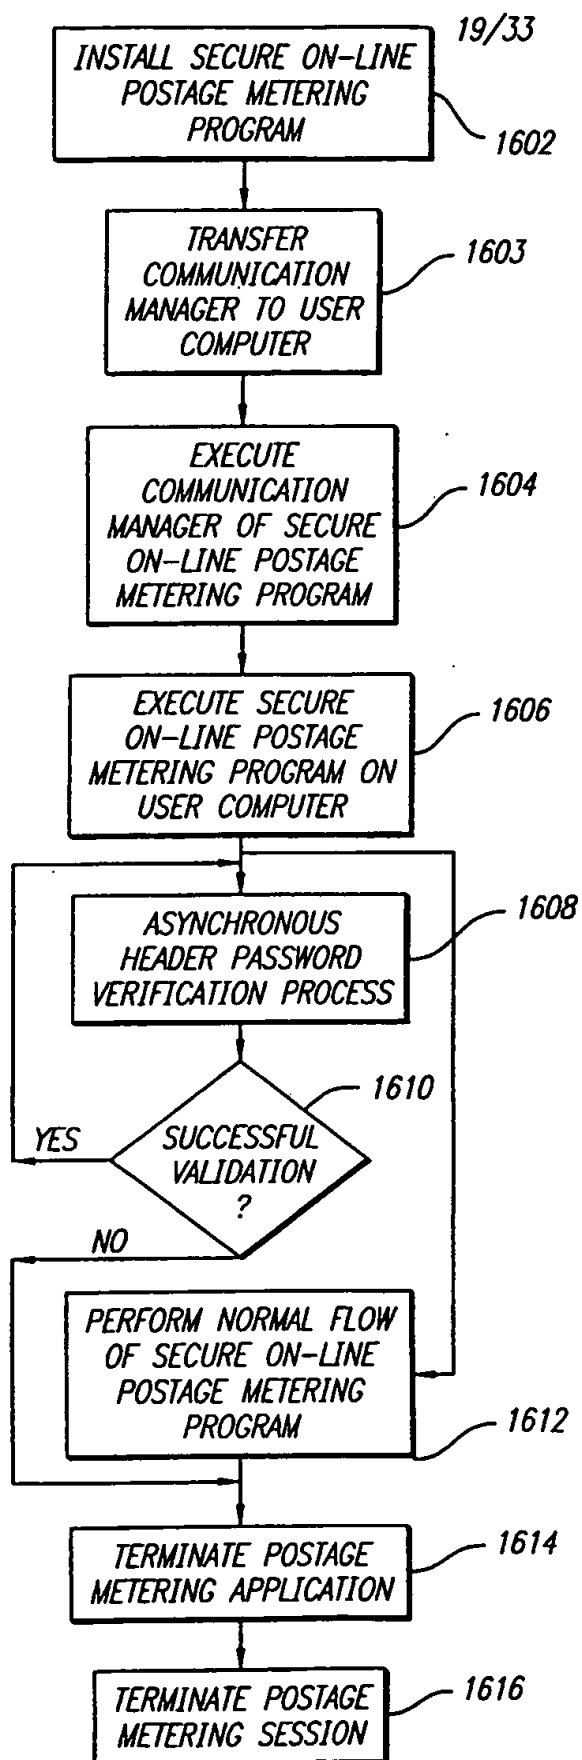 19/33
INSTALL SECURE ON-LINE
POSTAGE METERING
PROGRAM
1602
TRANSFER
COMMUNICATION
MANAGER TO USER
COMPUTER
1603
EXECUTE
COMMUNICATION
MANAGER OF SECURE
ON-LINE POSTAGE
METERING PROGRAM
1604
EXECUTE SECURE
ON-LINE POSTAGE
METERING PROGRAM ON
USER COMPUTER
1606
ASYNCHRONOUS
HEADER PASSWORD
VERIFICATION PROCESS
1608
SUCCESSFUL
VALIDATION
?
1610
YES
NO
PERFORM NORMAL FLOW
OF SECURE ON-LINE
POSTAGE METERING
PROGRAM
1612
TERMINATE POSTAGE
METERING APPLICATION
1614
TERMINATE POSTAGE
METERING SESSION
1616